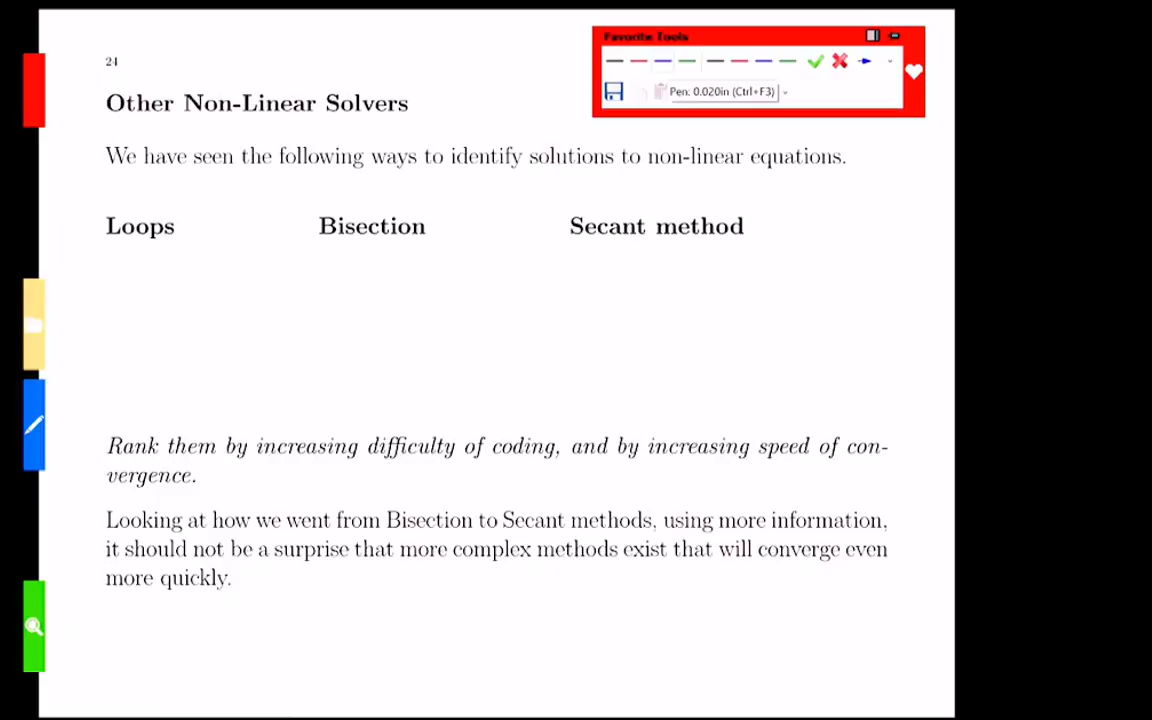 24
Favorite Tools
Pen: 0.020in (Ctrl+F3)
Other Non-Linear Solvers
We have seen the following ways to identify solutions to non-linear equations.
Loops Bisection Secant method
Rank them by increasing difficulty of coding, and by increasing speed of con-
vergence.
Looking at how we went from Bisection to Secant methods, using more information,
it should not be a surprise that more complex methods exist that will converge even
more quickly.